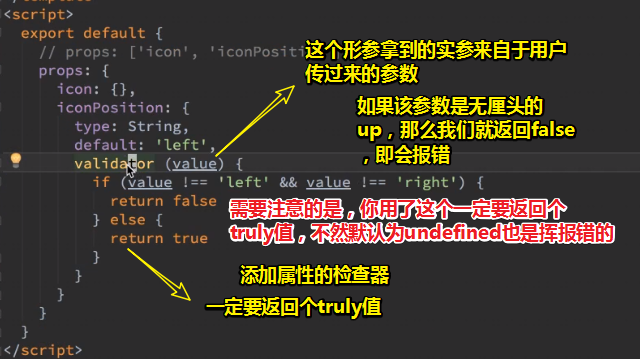 <script>
export default {
// props: ['icon', 'iconPositi
props: {
icon: {},
iconPosition: {
type: String,
default: 'left',
validator (value) {
if (value !== 'left' && value !== 'right') {
return false
} else {
return true
}
}
}
}
}
</script>
这个形参拿到的实参来自于用户
传过来的参数
如果该参数是无厘头的
up，那么我们就返回false
，即会报错
需要注意的是，你用了这个一定要返回个
truly值，不然默认为undefined也是挥报错的
添加属性的检查器
一定要返回个truly值